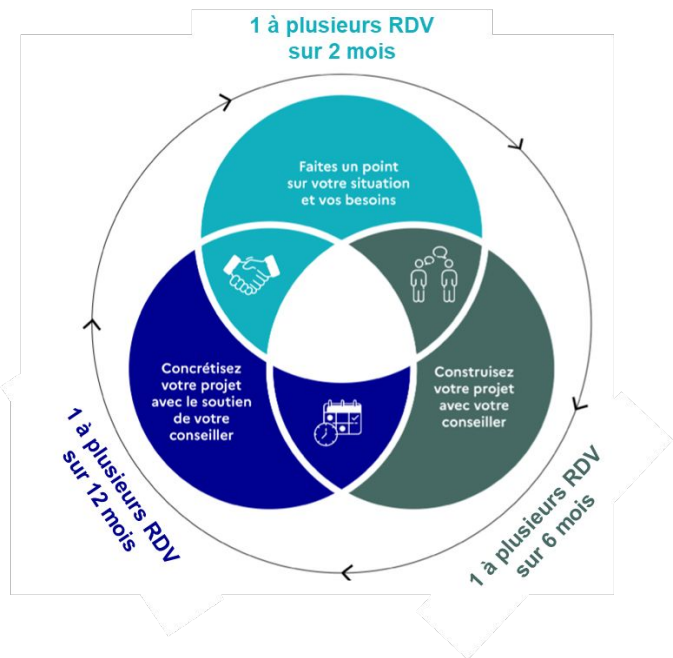 1 à plusieurs RDV
sur 2 mois
Faites un point
sur votre situation
et vos besoins
Construisez
votre projet
avec votre
conseiller
1 à plusieurs RDV
sur 6 mois
Concrétisez
votre projet
avec le soutien
de votre
conseiller
1 à plusieurs RDV
sur 12 mois